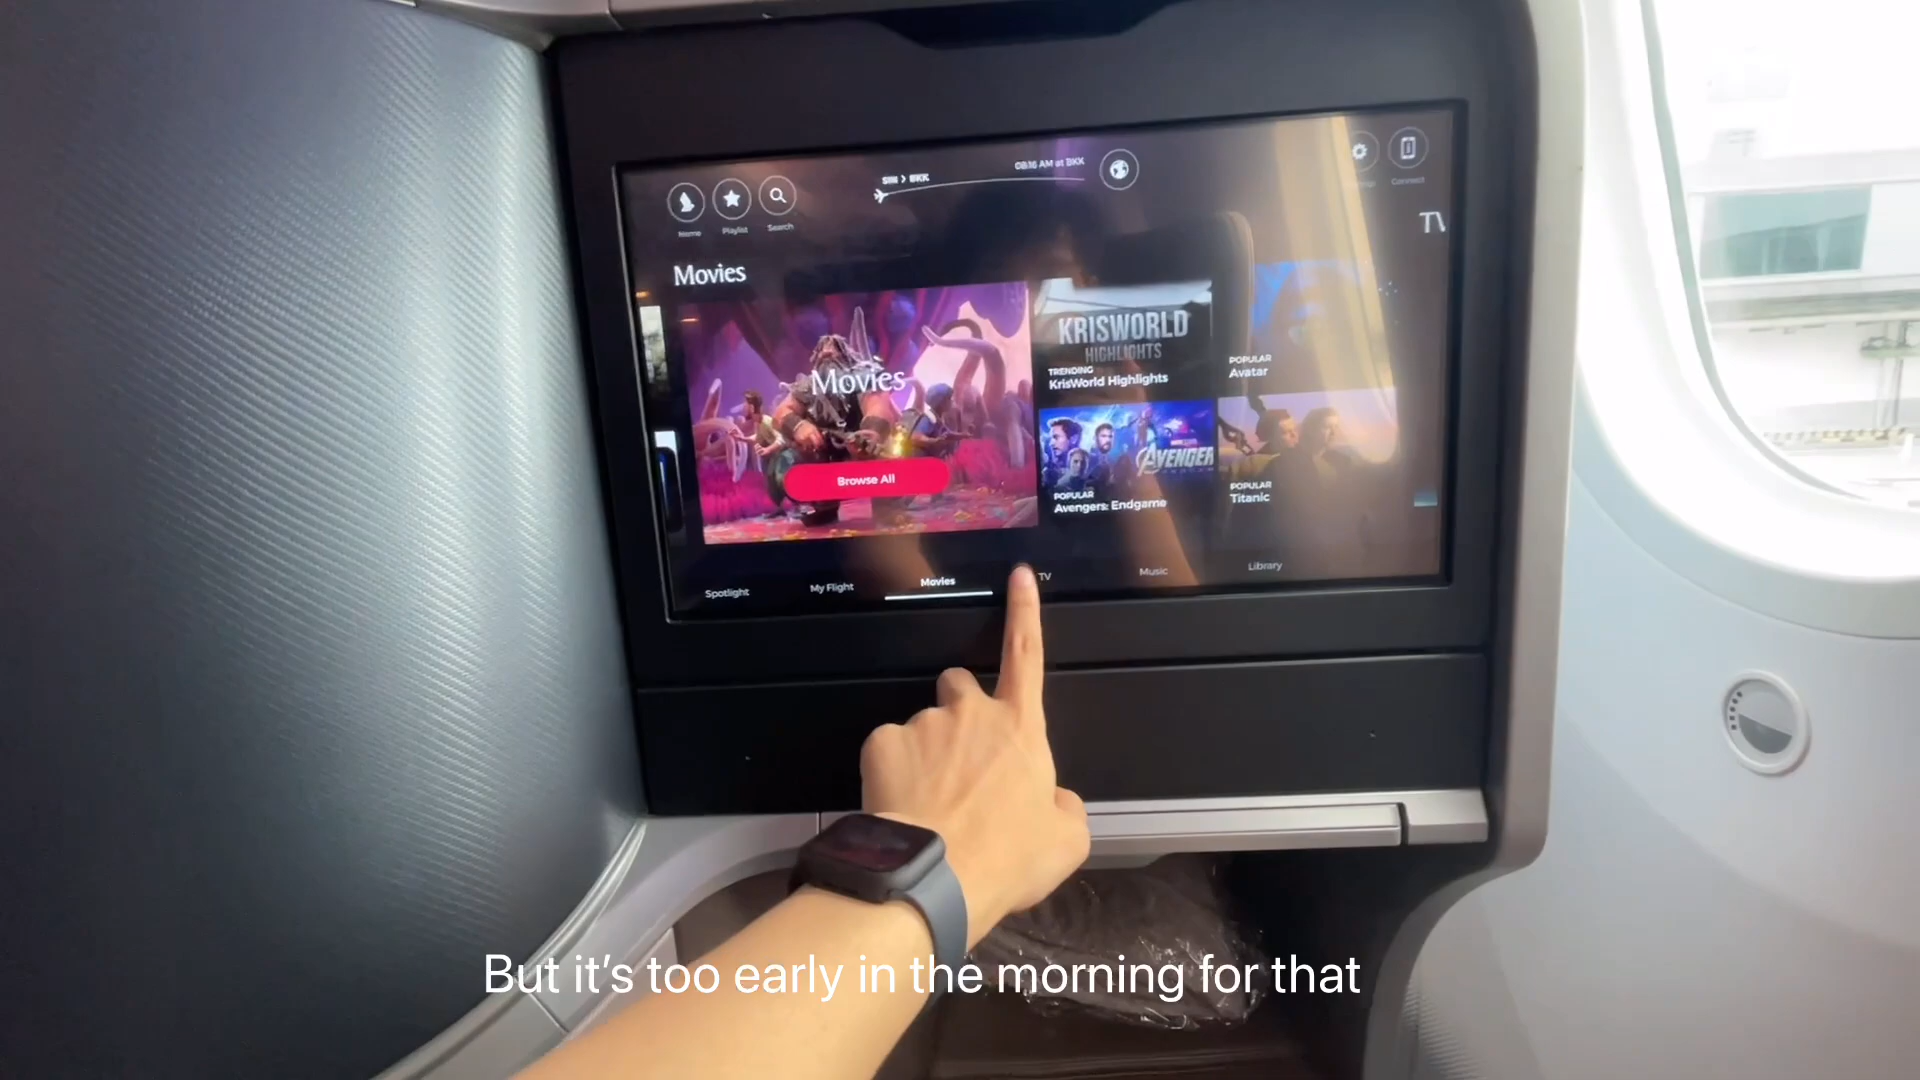 SIN > BKK
08:16 AM at BKK
Home
Playlist
Search
Connect
TV
Movies
Movies
Browse All
KRISWORLD
HIGHLIGHTS
TRENDING
KrisWorld Highlights
POPULAR
Avatar
AVENGER
POPULAR
Avengers: Endgame
POPULAR
Titanic
Spotlight
My Flight
Movies
TV
Music
Library
But it’s too early in the morning for that